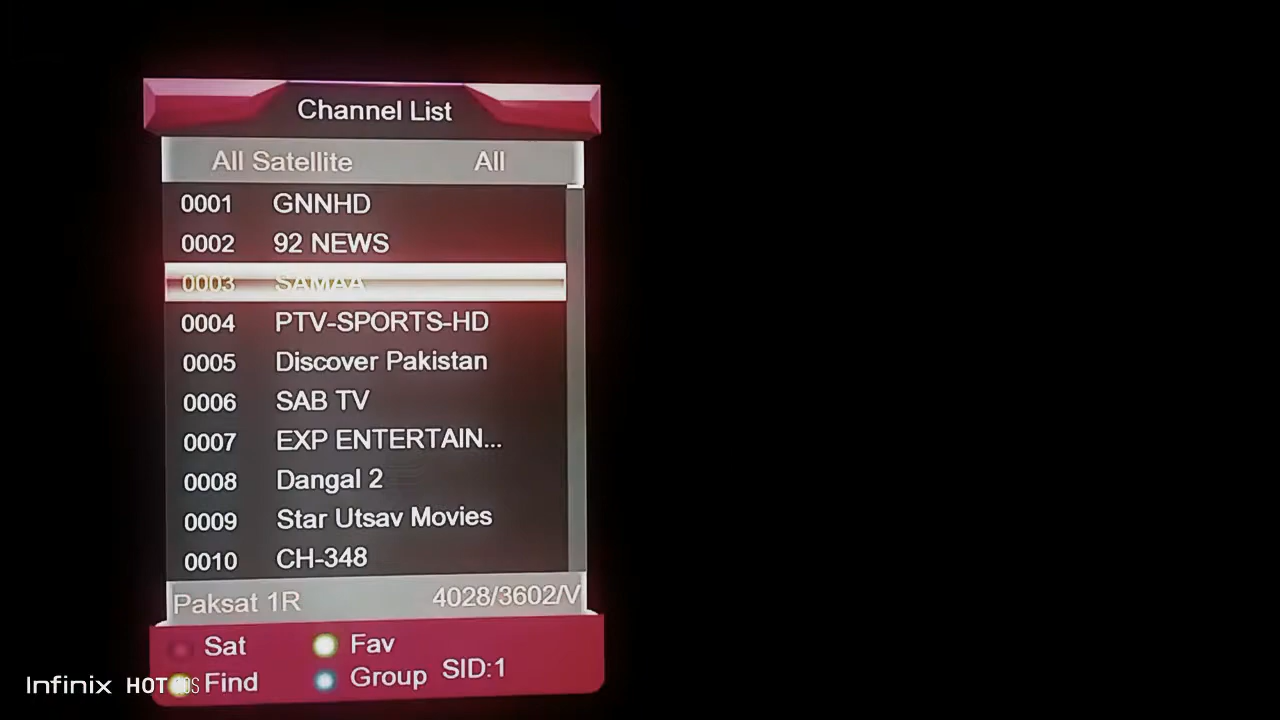 Channel List
All Satellite All
0001 GNNHD
0002 92 NEWS
0003 SAMAA
0004 PTV-SPORTS-HD
0005 Discover Pakistan
0006 SAB TV
0007 EXP ENTERTAIN...
0008 Dangal 2
0009 Star Utsav Movies
0010 CH-348
Paksat 1R 4028/3602/V
Sat Fav
Find Group SID:1
Infinix HOT